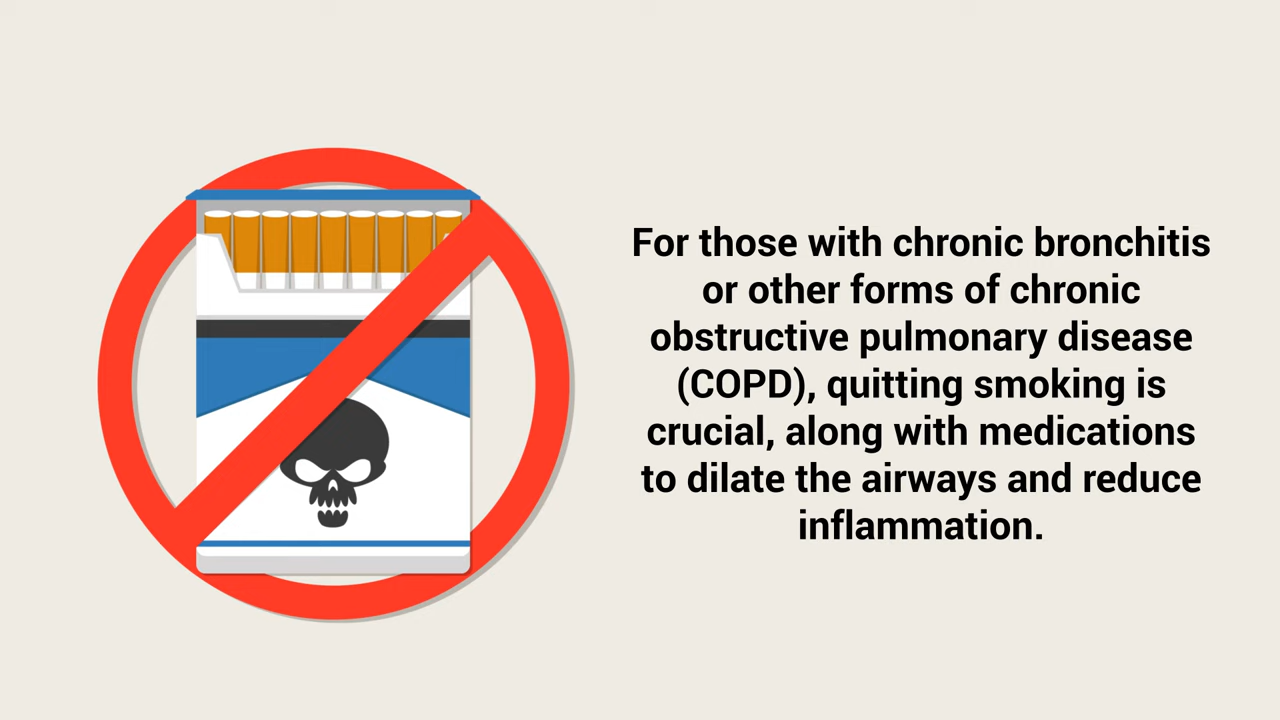 For those with chronic bronchitis
or other forms of chronic
obstructive pulmonary disease
(COPD), quitting smoking is
crucial, along with medications
to dilate the airways and reduce
inflammation.